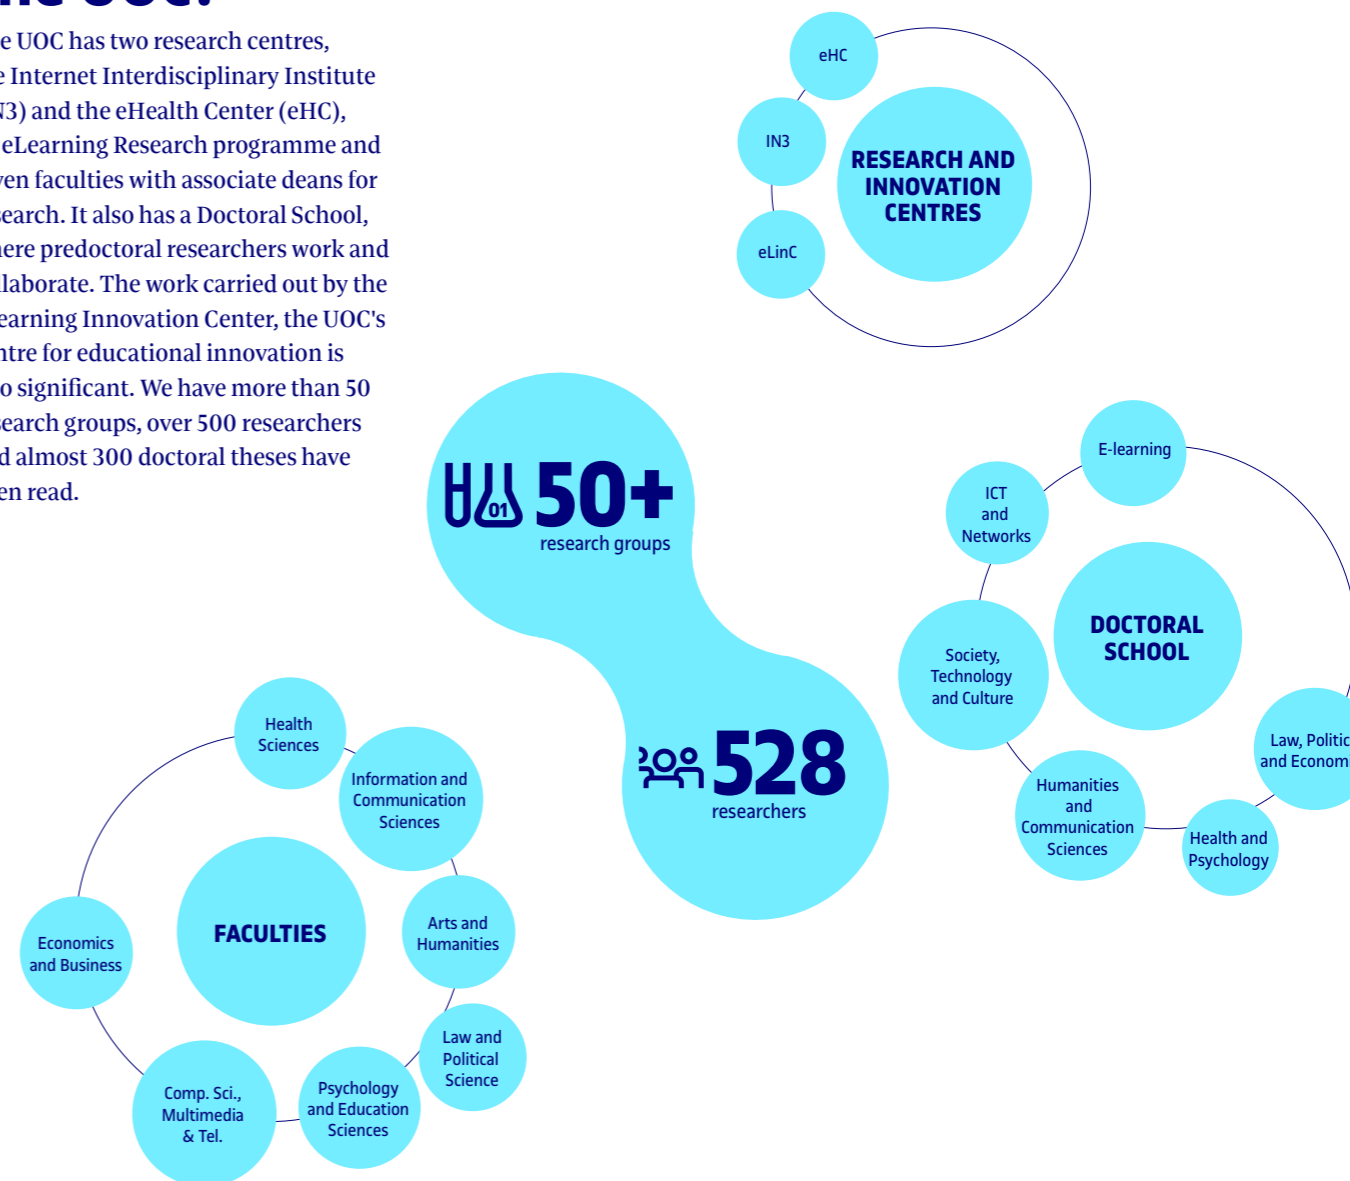 UOC?
e UOC has two research centres,
e Internet Interdisciplinary Institute
N3) and the eHealth Center (eHC),
eLearning Research programme and
ven faculties with associate deans for
search. It also has a Doctoral School,
ere predoctoral researchers work and
llaborate. The work carried out by the
earning Innovation Center, the UOC's
ntre for educational innovation is
o significant. We have more than 50
search groups, over 500 researchers
d almost 300 doctoral theses have
en read.
eHC
IN3
eLinC
RESEARCH AND
INNOVATION
CENTRES
01
50+
research groups
528
researchers
E-learning
ICT
and
Networks
Society,
Technology
and Culture
Humanities
and
Communication
Sciences
Health and
Psychology
Law, Politic
and Econom
DOCTORAL
SCHOOL
Health
Sciences
Information and
Communication
Sciences
Arts and
Humanities
Law and
Political
Science
Psychology
and Education
Sciences
Comp. Sci.,
Multimedia
& Tel.
Economics
and Business
FACULTIES